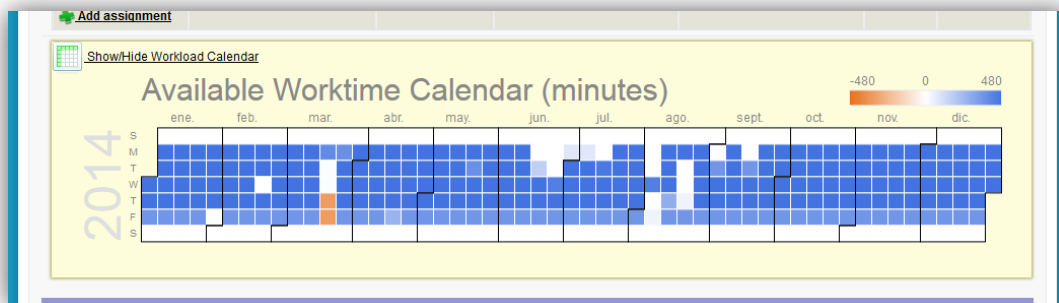 Add assignment
Show/Hide Workload Calendar
Available Worktime Calendar (minutes)
-480 0 480
ene. feb. mar. abr. may. jun. jul. ago. sept. oct. nov. dic.
2014
S
M
T
W
T
F
S